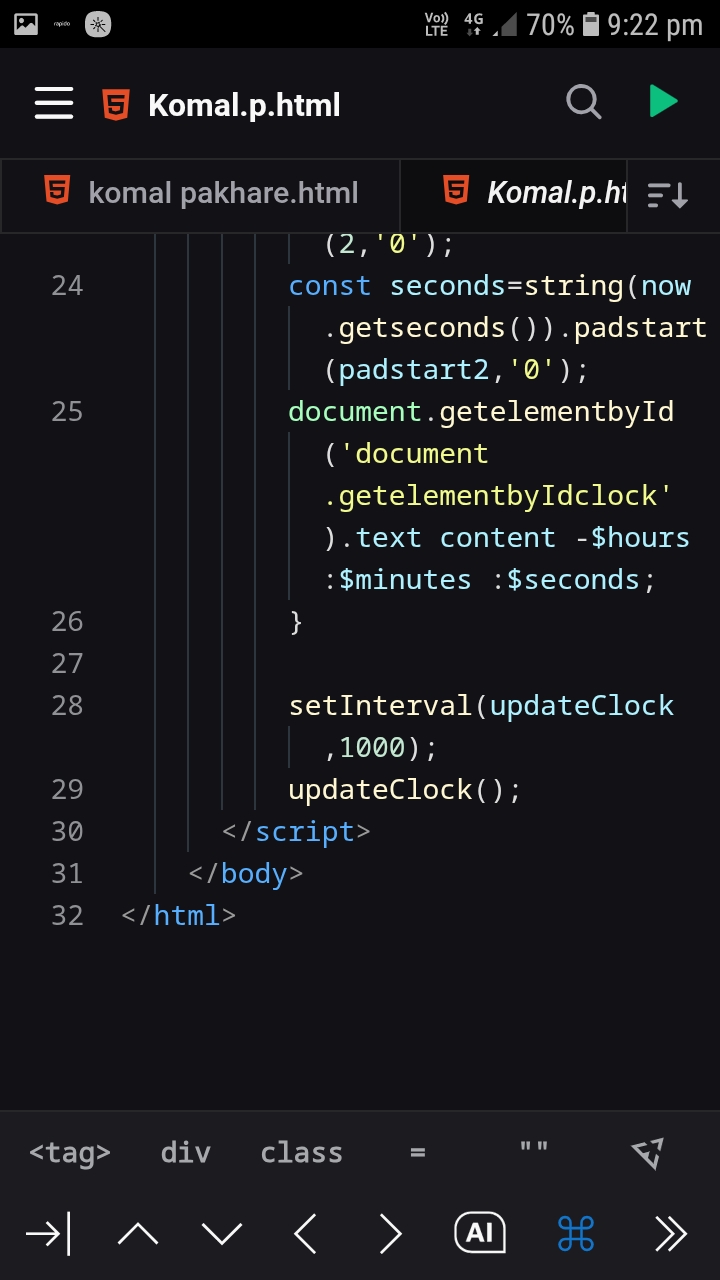 rapido
Vo)) LTE 4G 70% 9:22 pm
Komal.p.html
komal pakhare.html Komal.p.ht
(2,'0');
24 const seconds=string(now
.getseconds()).padstart
(padstart2,'0');
25 document.getelementbyId
('document
.getelementbyIdclock'
).text content -$hours
:$minutes :$seconds;
26 }
27
28 setInterval(updateClock
,1000);
29 updateClock();
30 </script>
31 </body>
32 </html>
<tag> div class = ""
AI